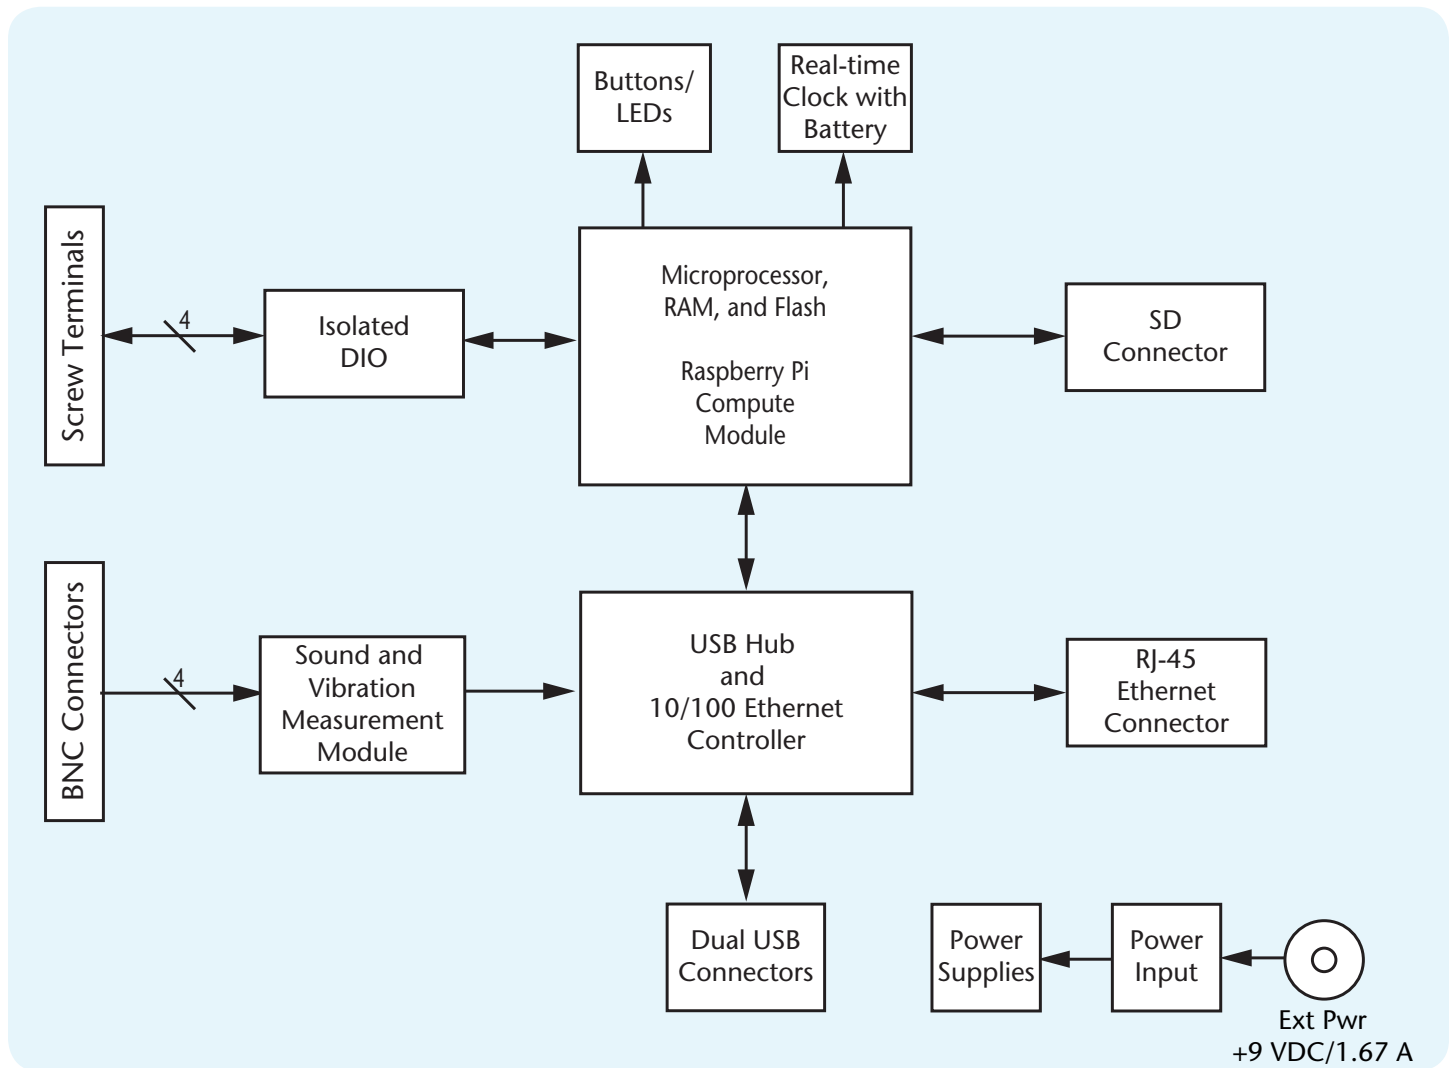 Buttons/
LEDs
Real-time
Clock with
Battery
Screw Terminals
4
Isolated
DIO
Microprocessor,
RAM, and Flash
Raspberry Pi
Compute
Module
SD
Connector
BNC Connectors
4
Sound and
Vibration
Measurement
Module
USB Hub
and
10/100 Ethernet
Controller
RJ-45
Ethernet
Connector
Dual USB
Connectors
Power
Supplies
Power
Input
Ext Pwr
+9 VDC/1.67 A